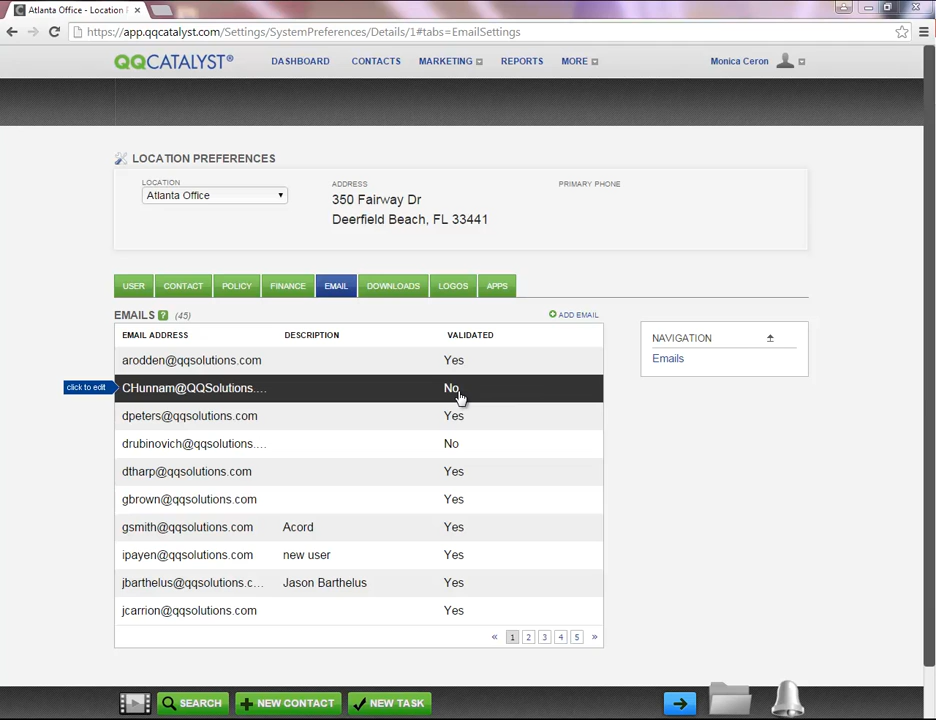 Atlanta Office - Location
https://app.qqcatalyst.com/Settings/SystemPreferences/Details/1#tabs=EmailSettings
QQCATALYST® DASHBOARD CONTACTS MARKETING REPORTS MORE Monica Ceron
LOCATION PREFERENCES
LOCATION ADDRESS PRIMARY PHONE
Atlanta Office 350 Fairway Dr
Deerfield Beach, FL 33441
USER CONTACT POLICY FINANCE EMAIL DOWNLOADS LOGOS APPS
EMAILS ? (45) ADD EMAIL
EMAIL ADDRESS DESCRIPTION VALIDATED
NAVIGATION
Emails
arodden@qqsolutions.com Yes
click to edit CHunnam@QQSolutions.... No
dpeters@qqsolutions.com Yes
drubinovich@qqsolutions.... No
dtharp@qqsolutions.com Yes
gbrown@qqsolutions.com Yes
gsmith@qqsolutions.com Acord Yes
ipayen@qqsolutions.com new user Yes
jbarthelus@qqsolutions.c... Jason Barthelus Yes
jcarrion@qqsolutions.com Yes
« 1 2 3 4 5 »
SEARCH NEW CONTACT NEW TASK